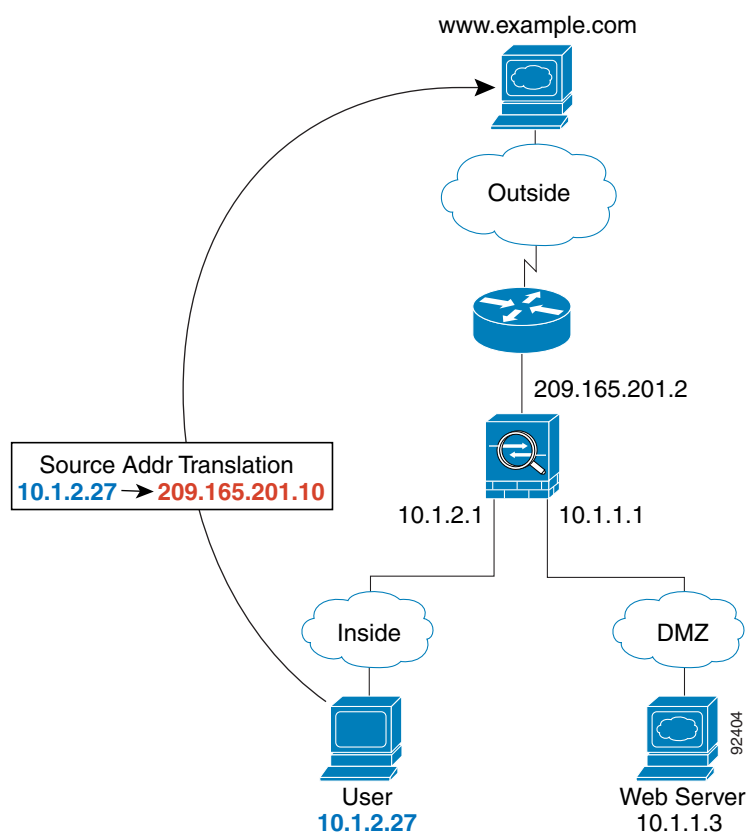 www.example.com
Outside
209.165.201.2
Source Addr Translation
10.1.2.27 209.165.201.10
10.1.2.1
10.1.1.1
Inside
DMZ
92404
User
10.1.2.27
Web Server
10.1.1.3